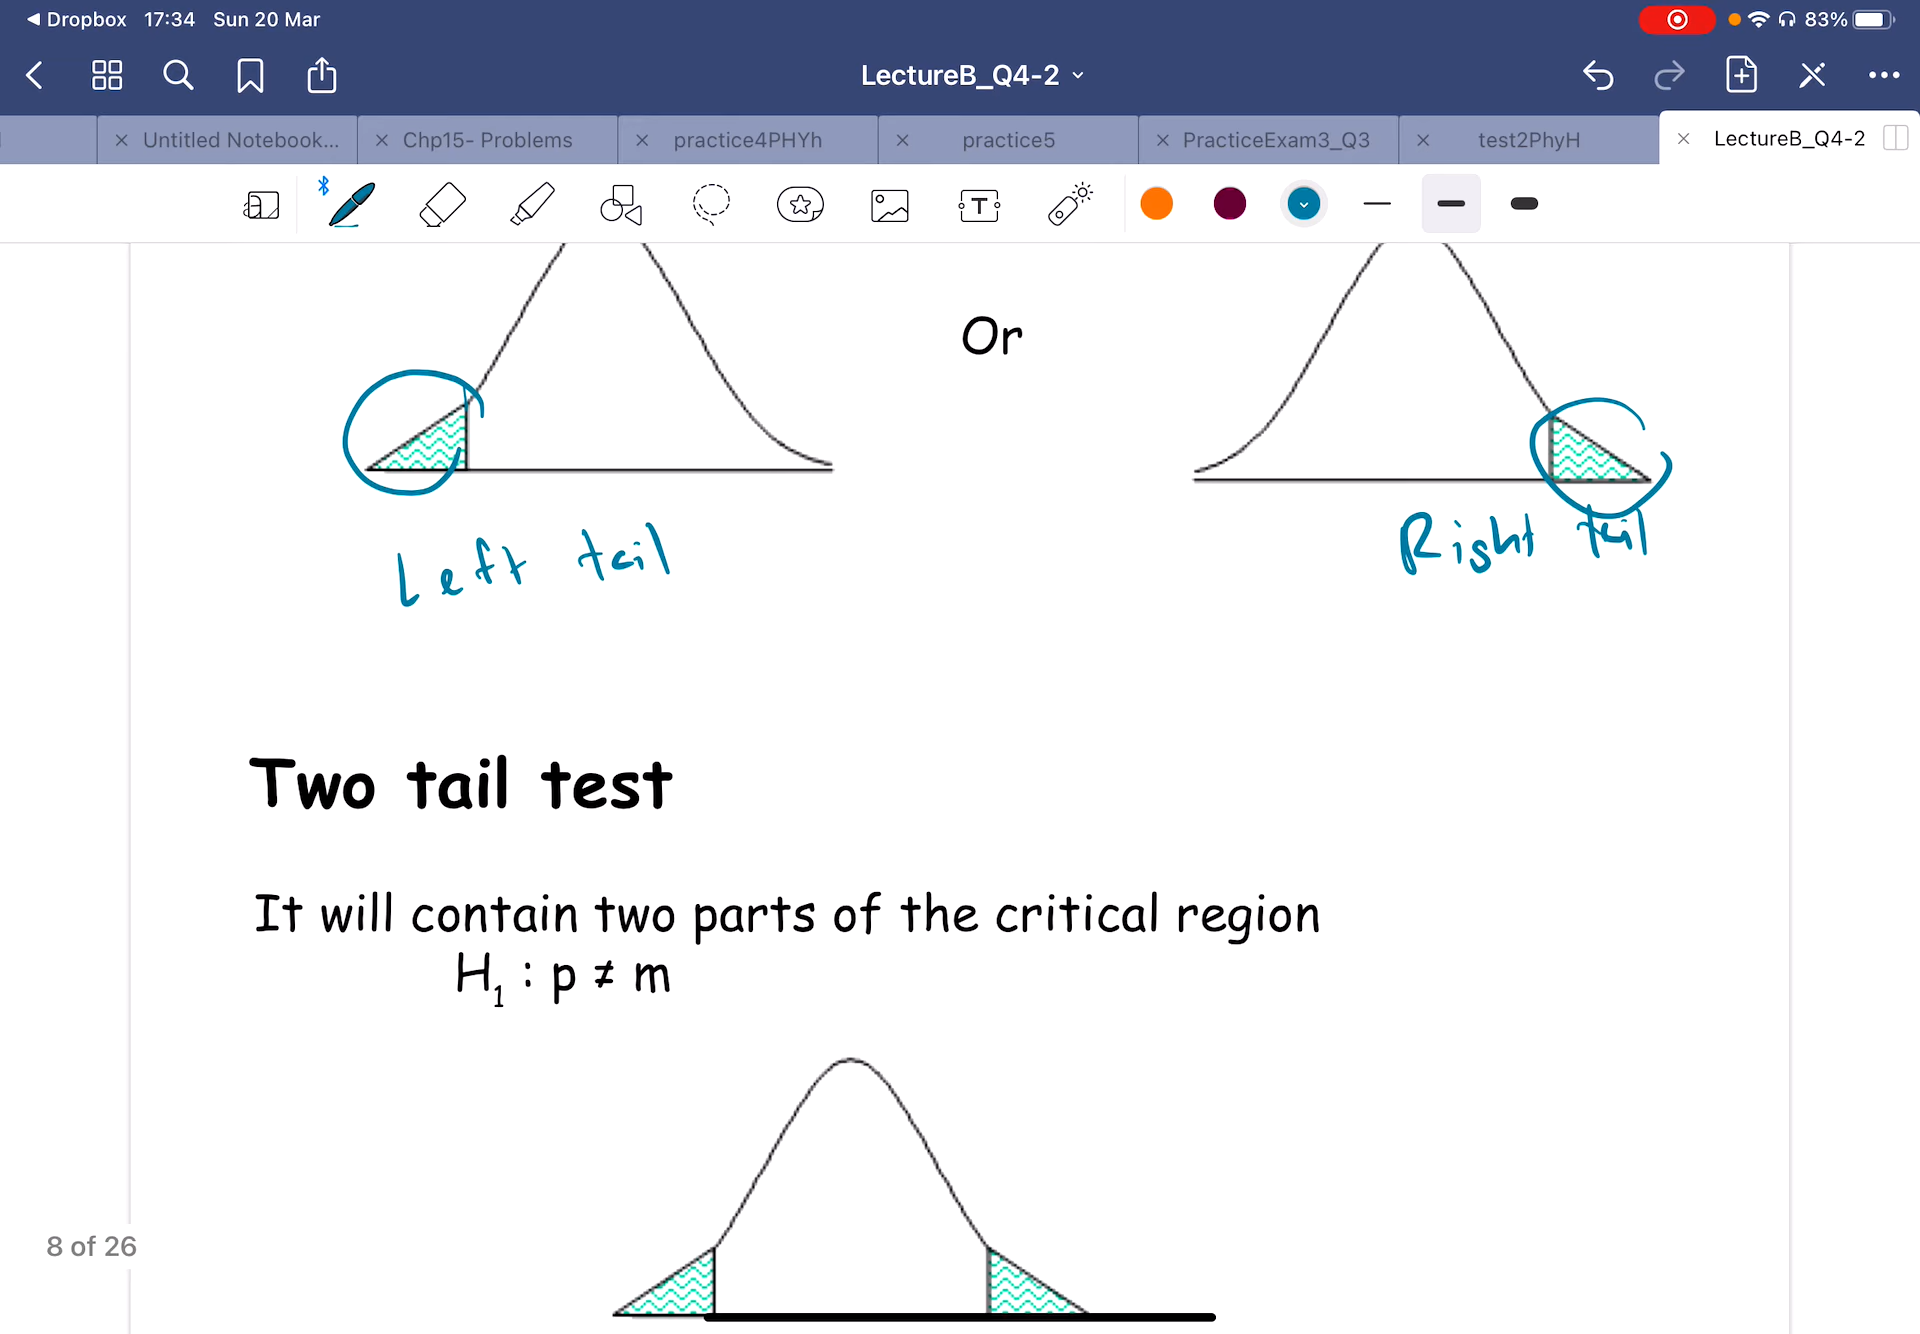 Dropbox 17:34 Sun 20 Mar 83%
LectureB_Q4-2
Untitled Notebook... Chp15- Problems practice4PHYh practice5 PracticeExam3_Q3 test2PhyH LectureB_Q4-2
Or
Left tail Right tail
Two tail test
It will contain two parts of the critical region
H₁ : p ≠ m
8 of 26